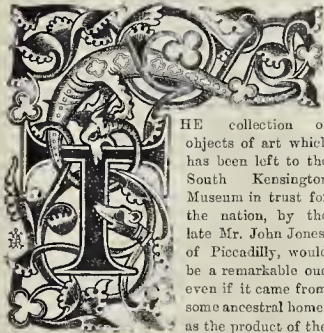 THE collection o
objects of art which
has been left to the
South Kensington
Museum in trust for
the nation, by the
late Mr. John Jones,
of Piccadilly, would
be a remarkable one
even if it came from
some ancestral home,
as the product of the